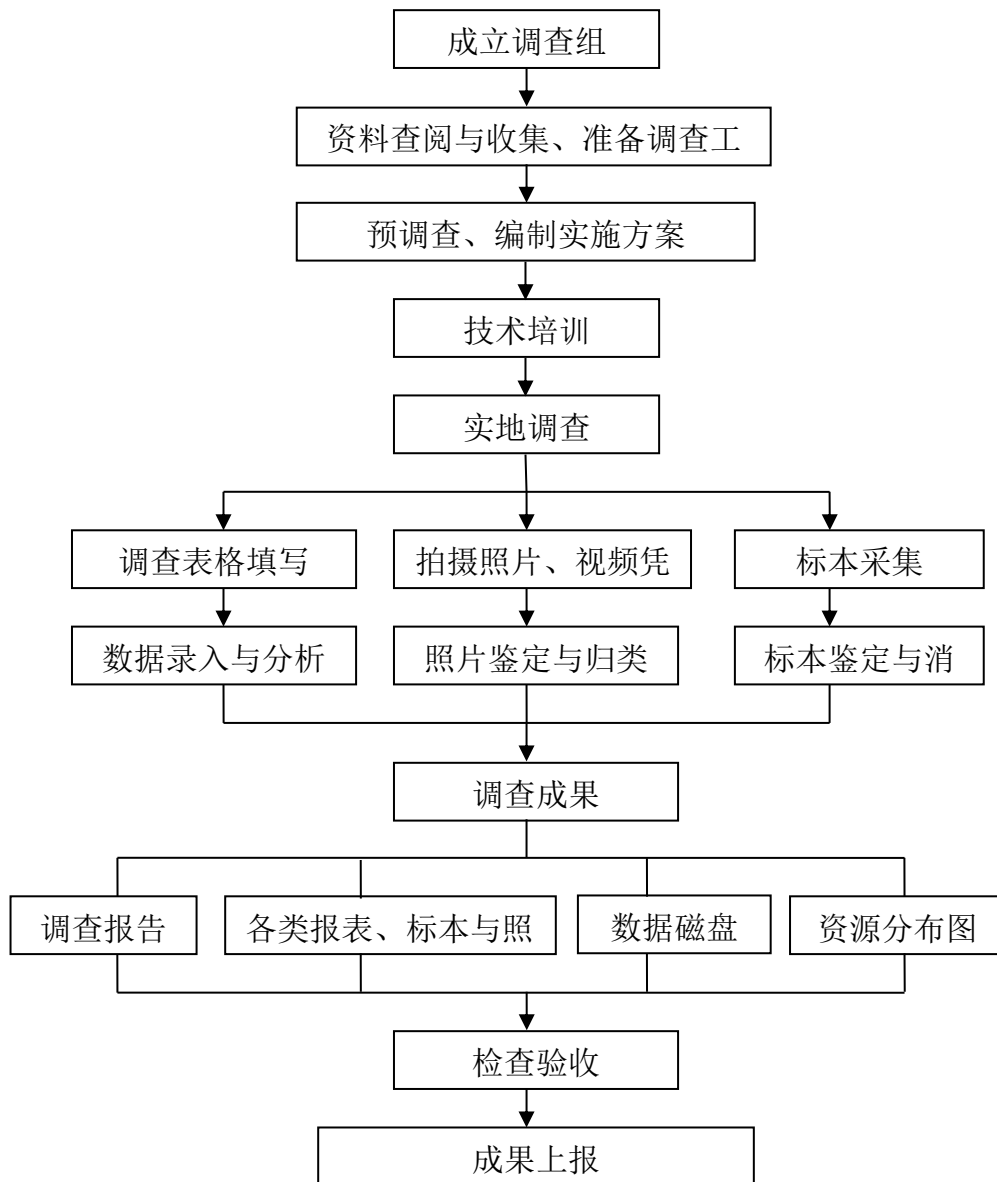 成立调查组
资料查阅与收集、准备调查工
预调查、编制实施方案
技术培训
实地调查
调查表格填写
拍摄照片、视频凭
标本采集
数据录入与分析
照片鉴定与归类
标本鉴定与消
调查成果
调查报告
各类报表、标本与照
数据磁盘
资源分布图
检查验收
成果上报